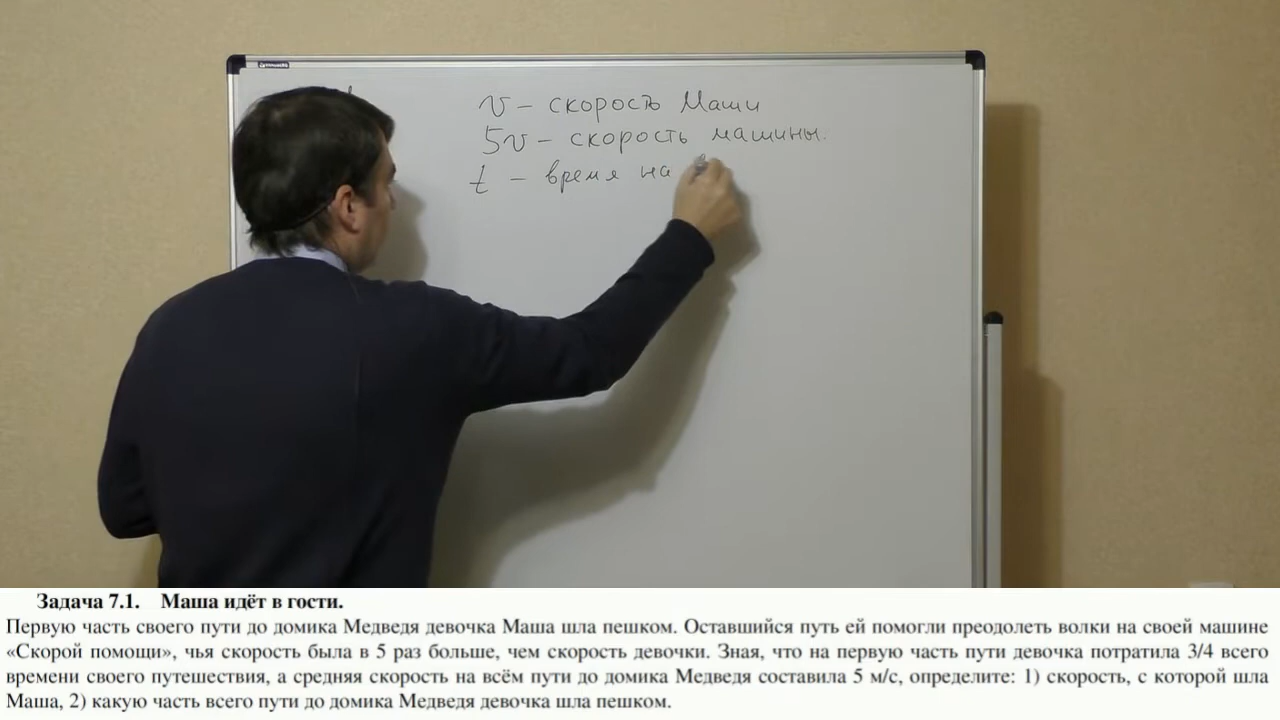 v – скорость Маши
5v – скорость машины.
t – время на
Задача 7.1. Маша идёт в гости.
Первую часть своего пути до домика Медведя девочка Маша шла пешком. Оставшийся путь ей помогли преодолеть волки на своей машине
«Скорой помощи», чья скорость была в 5 раз больше, чем скорость девочки. Зная, что на первую часть пути девочка потратила 3/4 всего
времени своего путешествия, а средняя скорость на всём пути до домика Медведя составила 5 м/с, определите: 1) скорость, с которой шла
Маша, 2) какую часть всего пути до домика Медведя девочка шла пешком.